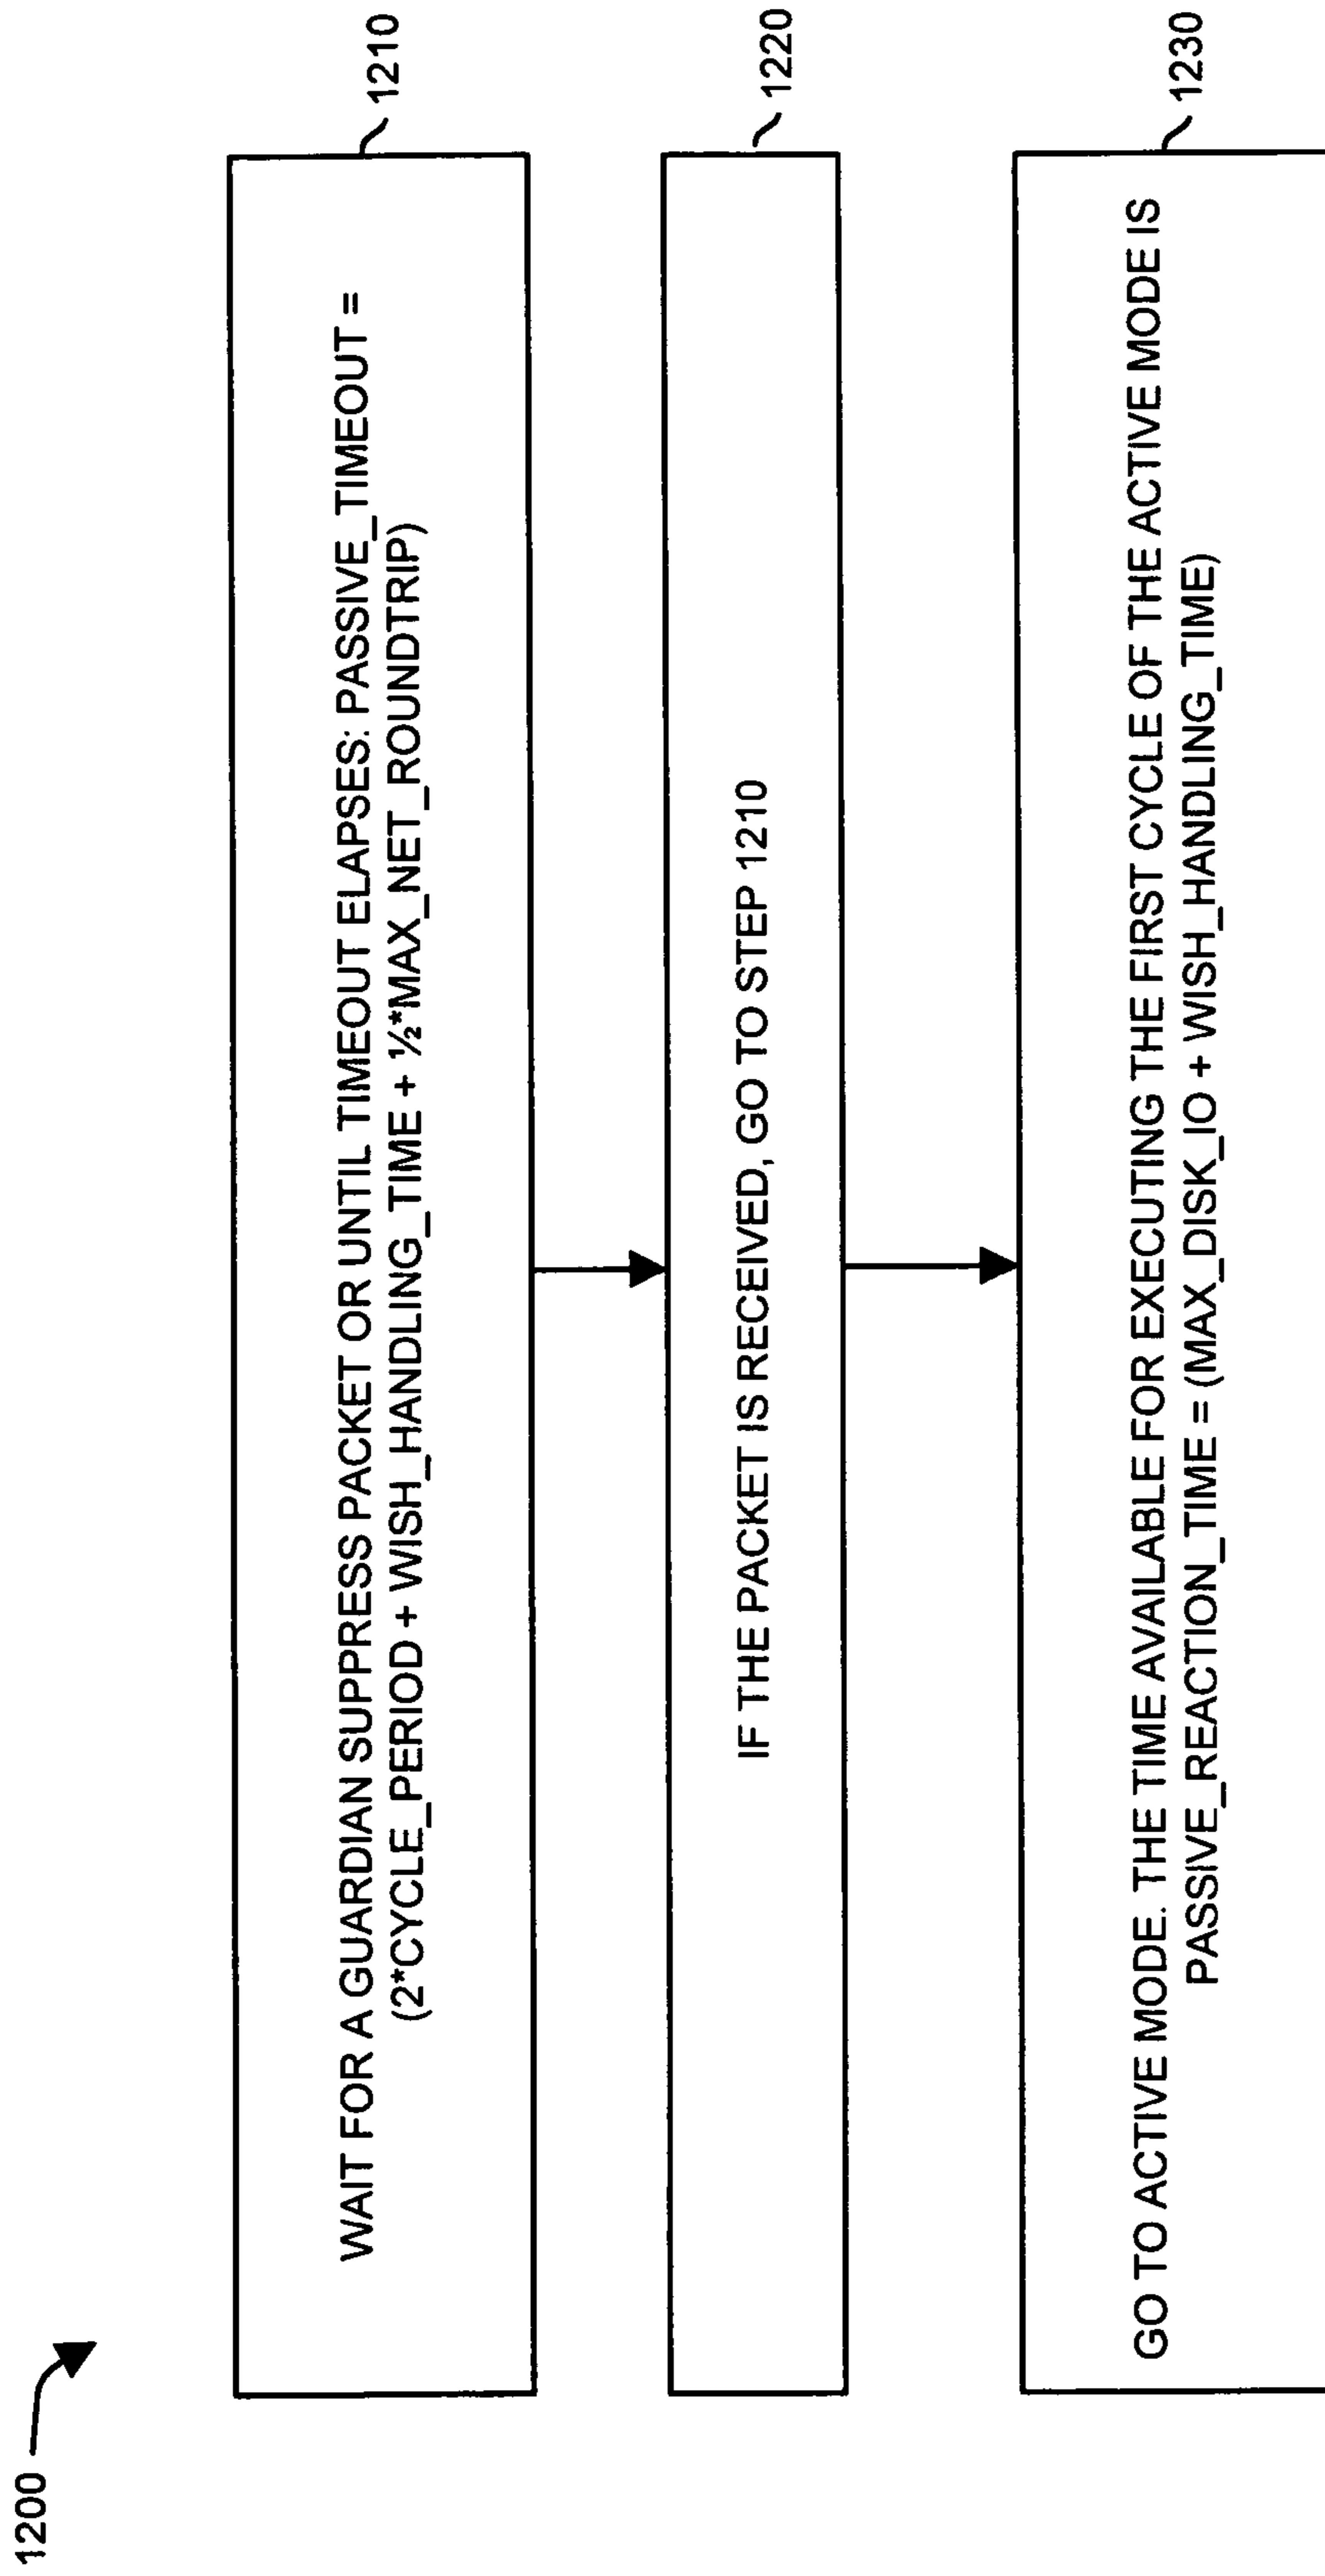 1200
WAIT FOR A GUARDIAN SUPPRESS PACKET OR UNTIL TIMEOUT ELAPSES: PASSIVE_TIMEOUT =
(2*CYCLE_PERIOD + WISH_HANDLING_TIME + ½*MAX_NET_ROUNDTRIP)
1210
IF THE PACKET IS RECEIVED, GO TO STEP 1210
1220
GO TO ACTIVE MODE. THE TIME AVAILABLE FOR EXECUTING THE FIRST CYCLE OF THE ACTIVE MODE IS
PASSIVE_REACTION_TIME = (MAX_DISK_IO + WISH_HANDLING_TIME)
1230